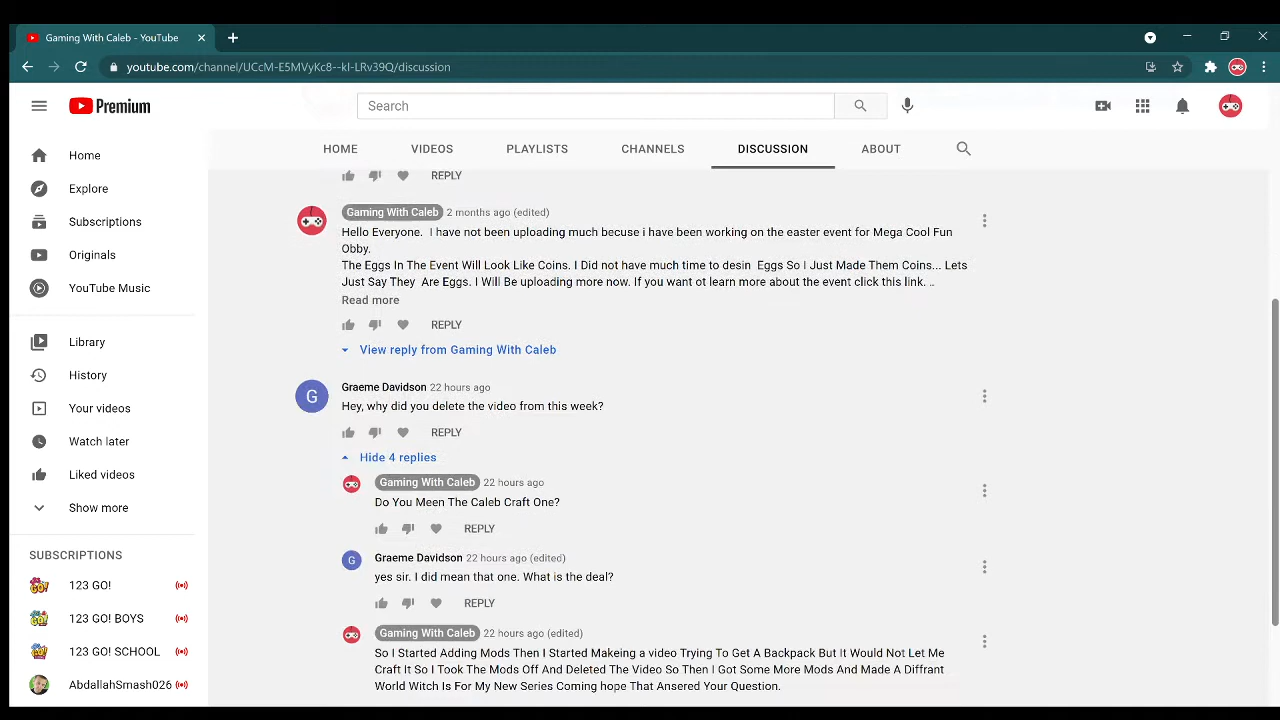 Gaming With Caleb - YouTube
youtube.com/channel/UCcM-E5MVyKc8--kI-LRv39Q/discussion
Premium
Search
Home
Explore
Subscriptions
Originals
YouTube Music
Library
History
Your videos
Watch later
Liked videos
Show more
SUBSCRIPTIONS
123 GO!
123 GO! BOYS
123 GO! SCHOOL
AbdallahSmash026
HOME VIDEOS PLAYLISTS CHANNELS DISCUSSION ABOUT
REPLY
Gaming With Caleb 2 months ago (edited)
Hello Everyone. I have not been uploading much becuse i have been working on the easter event for Mega Cool Fun
Obby.
The Eggs In The Event Will Look Like Coins. I Did not have much time to desin Eggs So I Just Made Them Coins... Lets
Just Say They Are Eggs. I Will Be uploading more now. If you want ot learn more about the event click this link. ..
Read more
REPLY
View reply from Gaming With Caleb
G
Graeme Davidson 22 hours ago
Hey, why did you delete the video from this week?
REPLY
Hide 4 replies
Gaming With Caleb 22 hours ago
Do You Meen The Caleb Craft One?
REPLY
G
Graeme Davidson 22 hours ago (edited)
yes sir. I did mean that one. What is the deal?
REPLY
Gaming With Caleb 22 hours ago (edited)
So I Started Adding Mods Then I Started Makeing a video Trying To Get A Backpack But It Would Not Let Me
Craft It So I Took The Mods Off And Deleted The Video So Then I Got Some More Mods And Made A Diffrant
World Witch Is For My New Series Coming hope That Ansered Your Question.